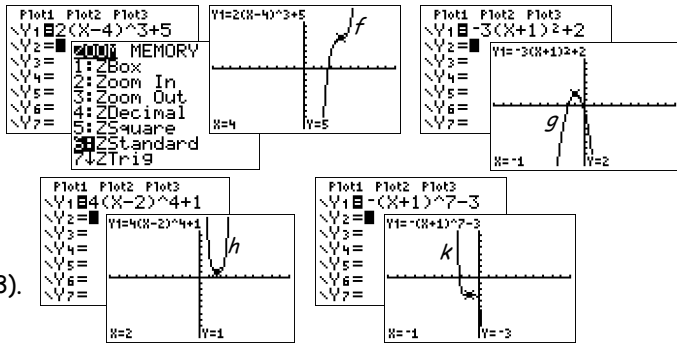 Plot1 Plot2 Plot3
\Y1=2(X-4)^3+5
\Y2=
\Y3=
\Y4=
\Y5=
\Y6=
\Y7=
ZOOM MEMORY
1:ZBox
2:Zoom In
3:Zoom Out
4:ZDecimal
5:ZSquare
6:ZStandard
7↓ZTrig
Y1=2(X-4)^3+5
f
X=4 Y=5
Plot1 Plot2 Plot3
\Y1=-3(X+1)²+2
\Y2=
\Y3=
\Y4=
\Y5=
\Y6=
\Y7=
Y1=-3(X+1)²+2
g
X=-1 Y=2
Plot1 Plot2 Plot3
\Y1=4(X-2)^4+1
\Y2=
\Y3=
\Y4=
\Y5=
\Y6=
\Y7=
Y1=4(X-2)^4+1
h
X=2 Y=1
Plot1 Plot2 Plot3
\Y1=-(X+1)^7-3
\Y2=
\Y3=
\Y4=
\Y5=
\Y6=
\Y7=
Y1=-(X+1)^7-3
k
X=-1 Y=-3
3).